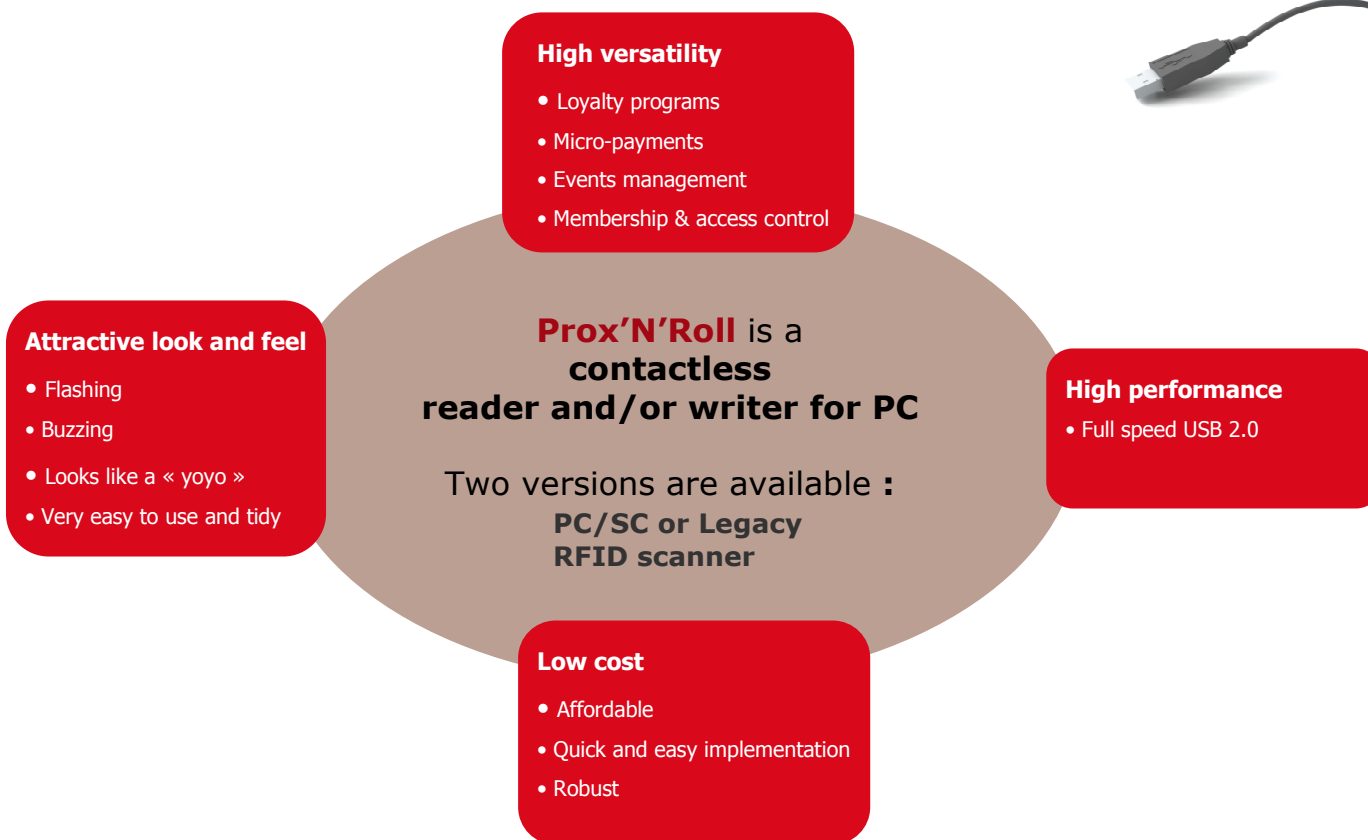 High versatility
• Loyalty programs
• Micro-payments
• Events management
• Membership & access control
Attractive look and feel
• Flashing
• Buzzing
• Looks like a « yoyo »
• Very easy to use and tidy
Prox’N’Roll is a
contactless
reader and/or writer for PC
Two versions are available :
PC/SC or Legacy
RFID scanner
High performance
• Full speed USB 2.0
Low cost
• Affordable
• Quick and easy implementation
• Robust